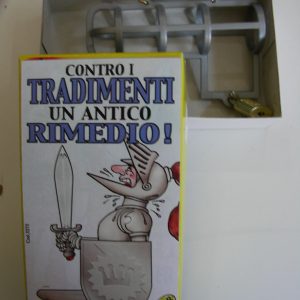 CONTRO I
TRADIMENTI
UN ANTICO
RIMEDIO!